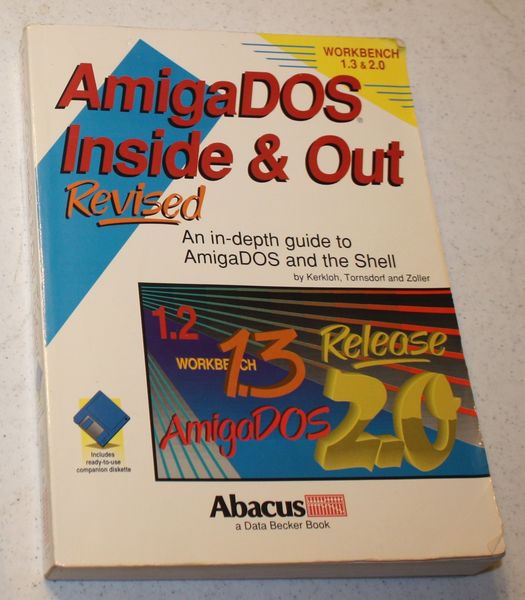 WORKBENCH
1.3 & 2.0
AmigaDOS®
Inside & Out
Revised
An in-depth guide to
AmigaDOS and the Shell
by Kerkloh, Tornsdorf and Zoller
1.2
WORKBENCH
1.3
Release
2.0
AmigaDOS
Includes
ready-to-use
companion diskette
Abacus
a Data Becker Book